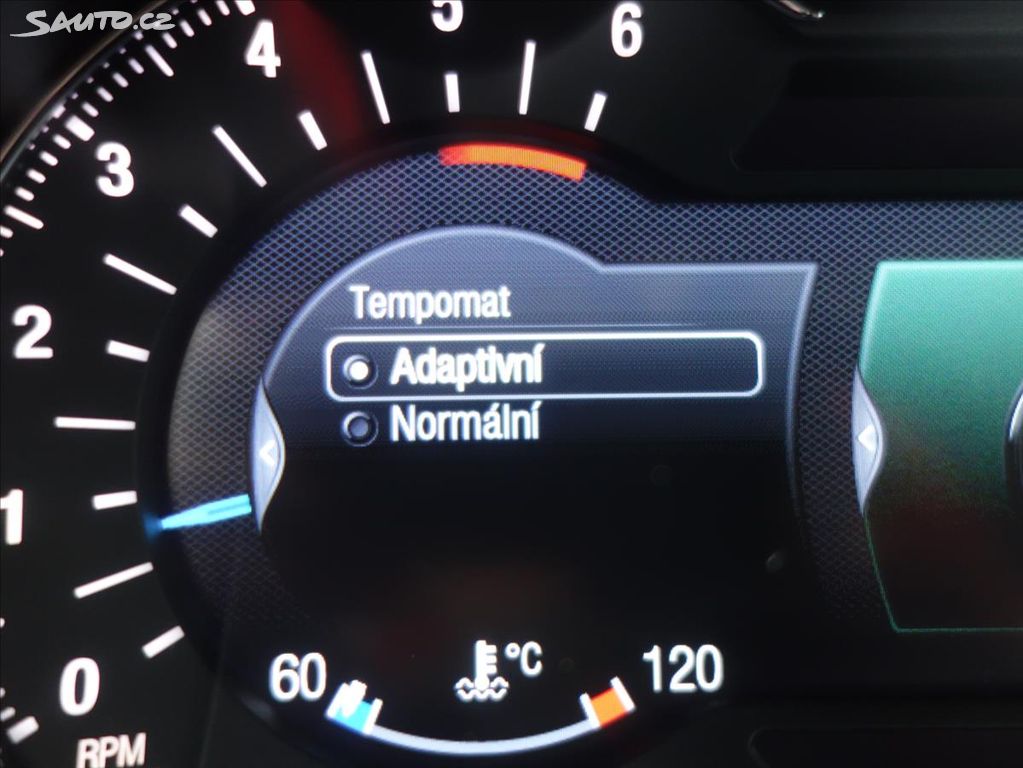 Sauto.cz
4
5
6
3
2
1
0
RPM
Tempomat
Adaptivní
Normální
60
°C
120